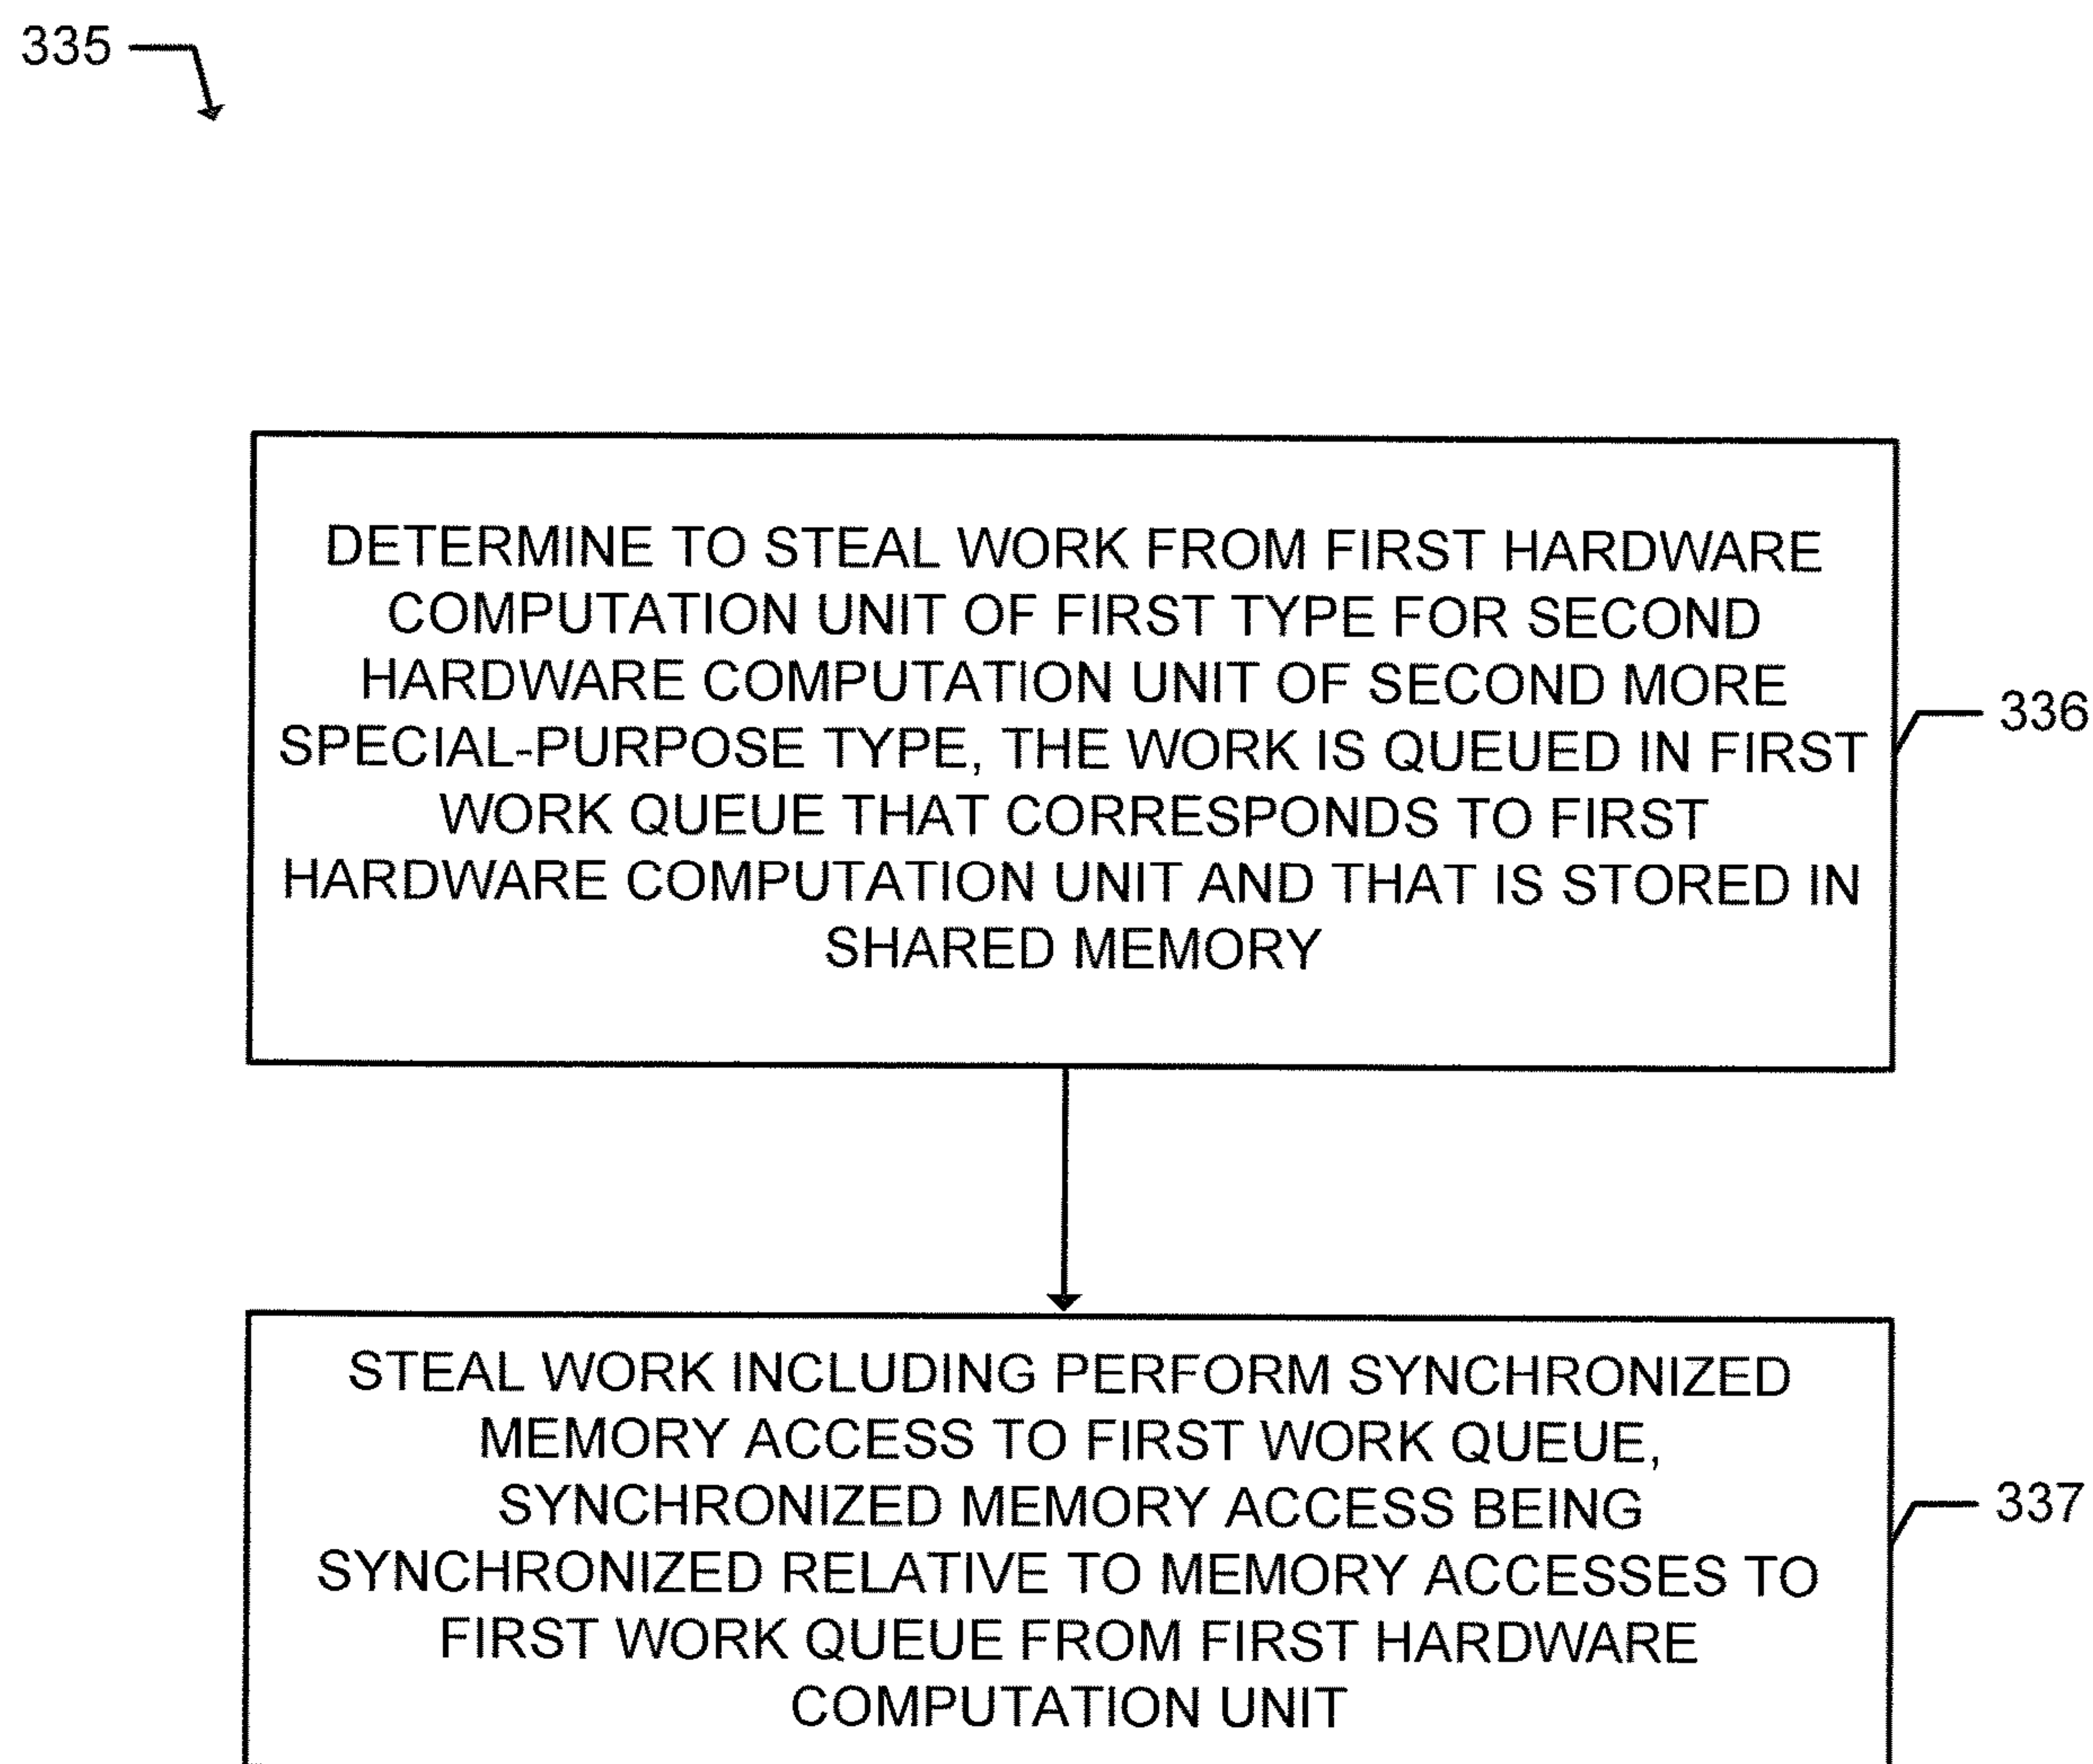 335
DETERMINE TO STEAL WORK FROM FIRST HARDWARE
COMPUTATION UNIT OF FIRST TYPE FOR SECOND
HARDWARE COMPUTATION UNIT OF SECOND MORE
SPECIAL-PURPOSE TYPE, THE WORK IS QUEUED IN FIRST
WORK QUEUE THAT CORRESPONDS TO FIRST
HARDWARE COMPUTATION UNIT AND THAT IS STORED IN
SHARED MEMORY
336
STEAL WORK INCLUDING PERFORM SYNCHRONIZED
MEMORY ACCESS TO FIRST WORK QUEUE,
SYNCHRONIZED MEMORY ACCESS BEING
SYNCHRONIZED RELATIVE TO MEMORY ACCESSES TO
FIRST WORK QUEUE FROM FIRST HARDWARE
COMPUTATION UNIT
337